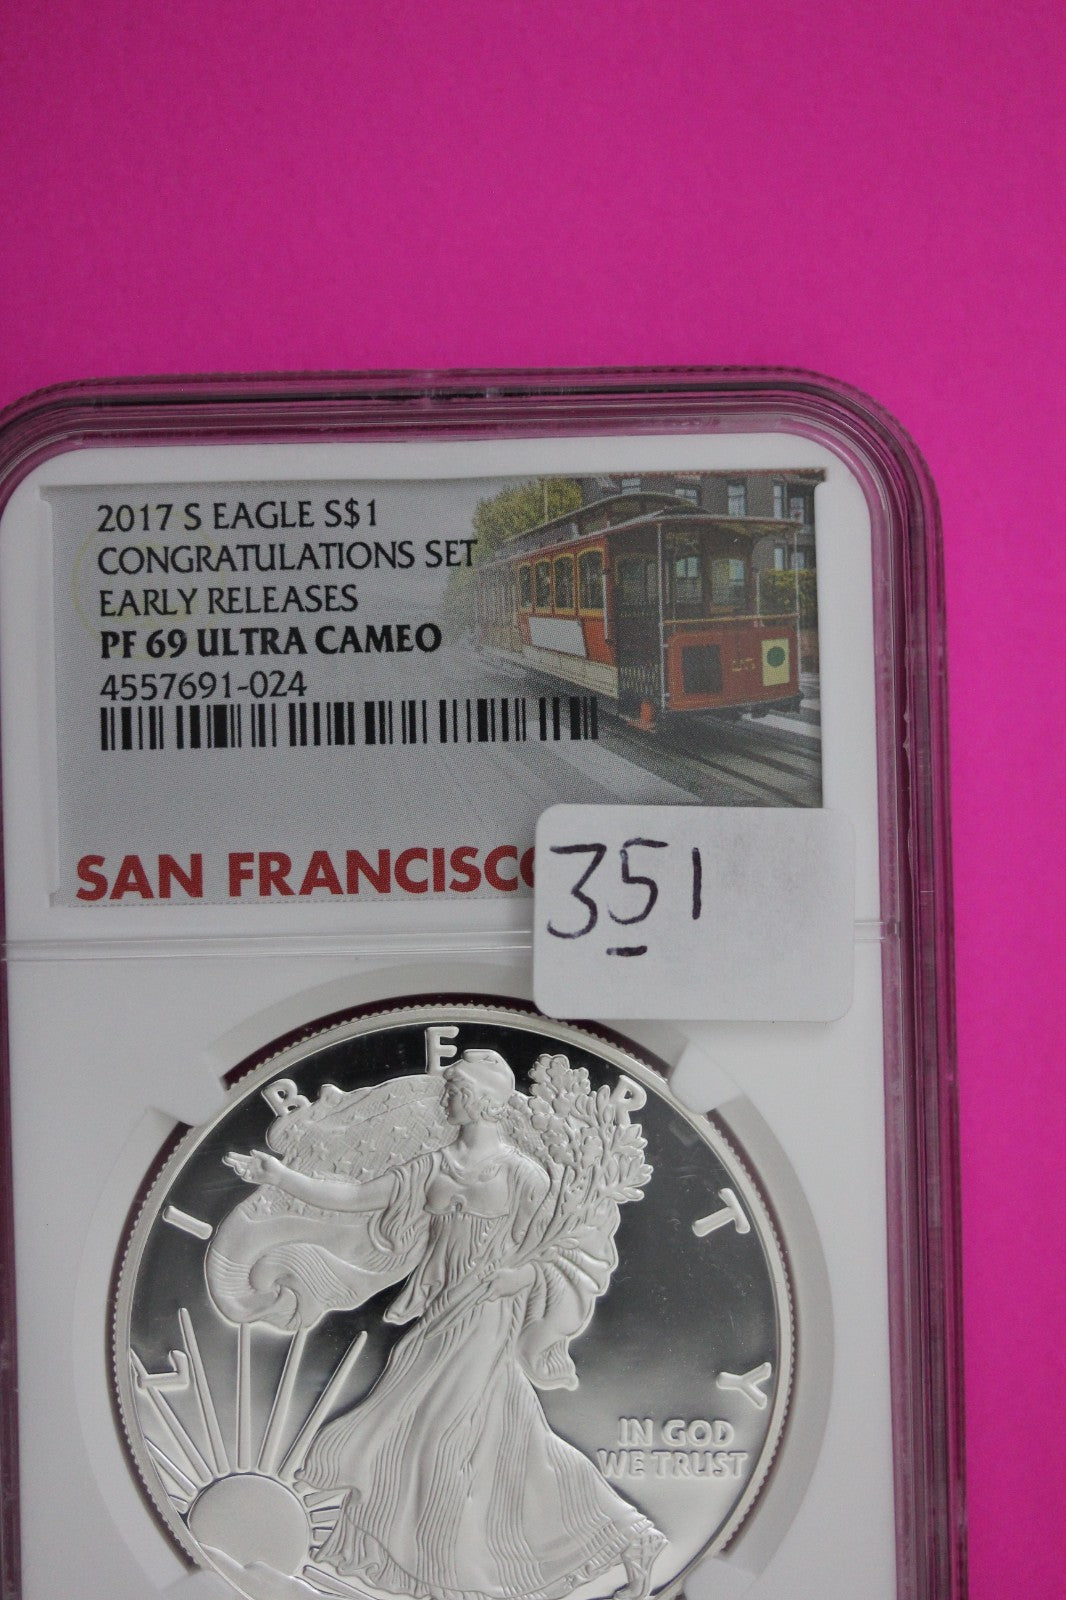 2017 S EAGLE S$1
CONGRATULATIONS SET
EARLY RELEASES
PF 69 ULTRA CAMEO
4557691-024
SAN FRANCISCO
351
LIBERTY
IN GOD
WE TRUST